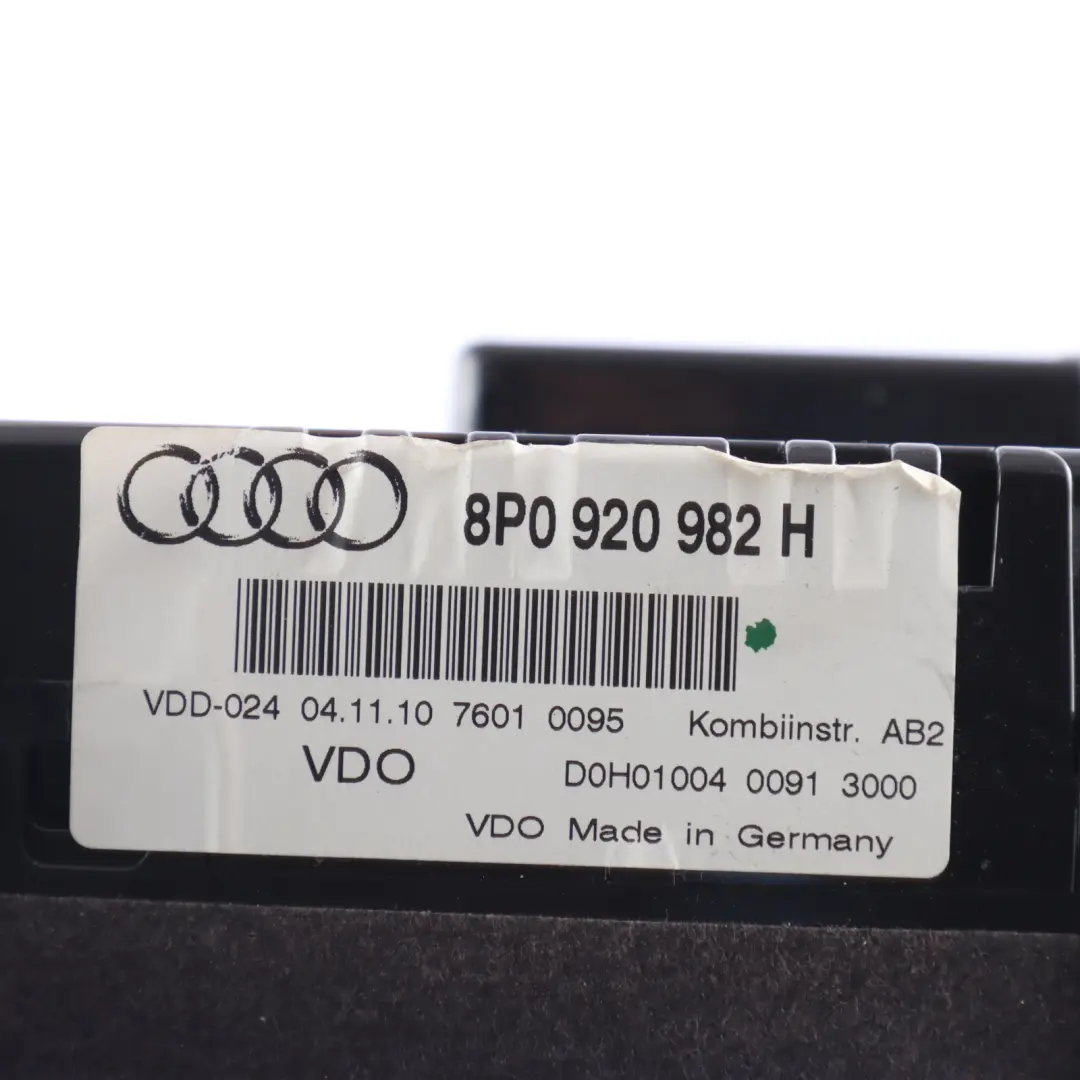 8P0 920 982 H
VDD-024 04.11.10 7601 0095 Kombiinstr. AB2
VDO D0H01004 0091 3000
VDO Made in Germany